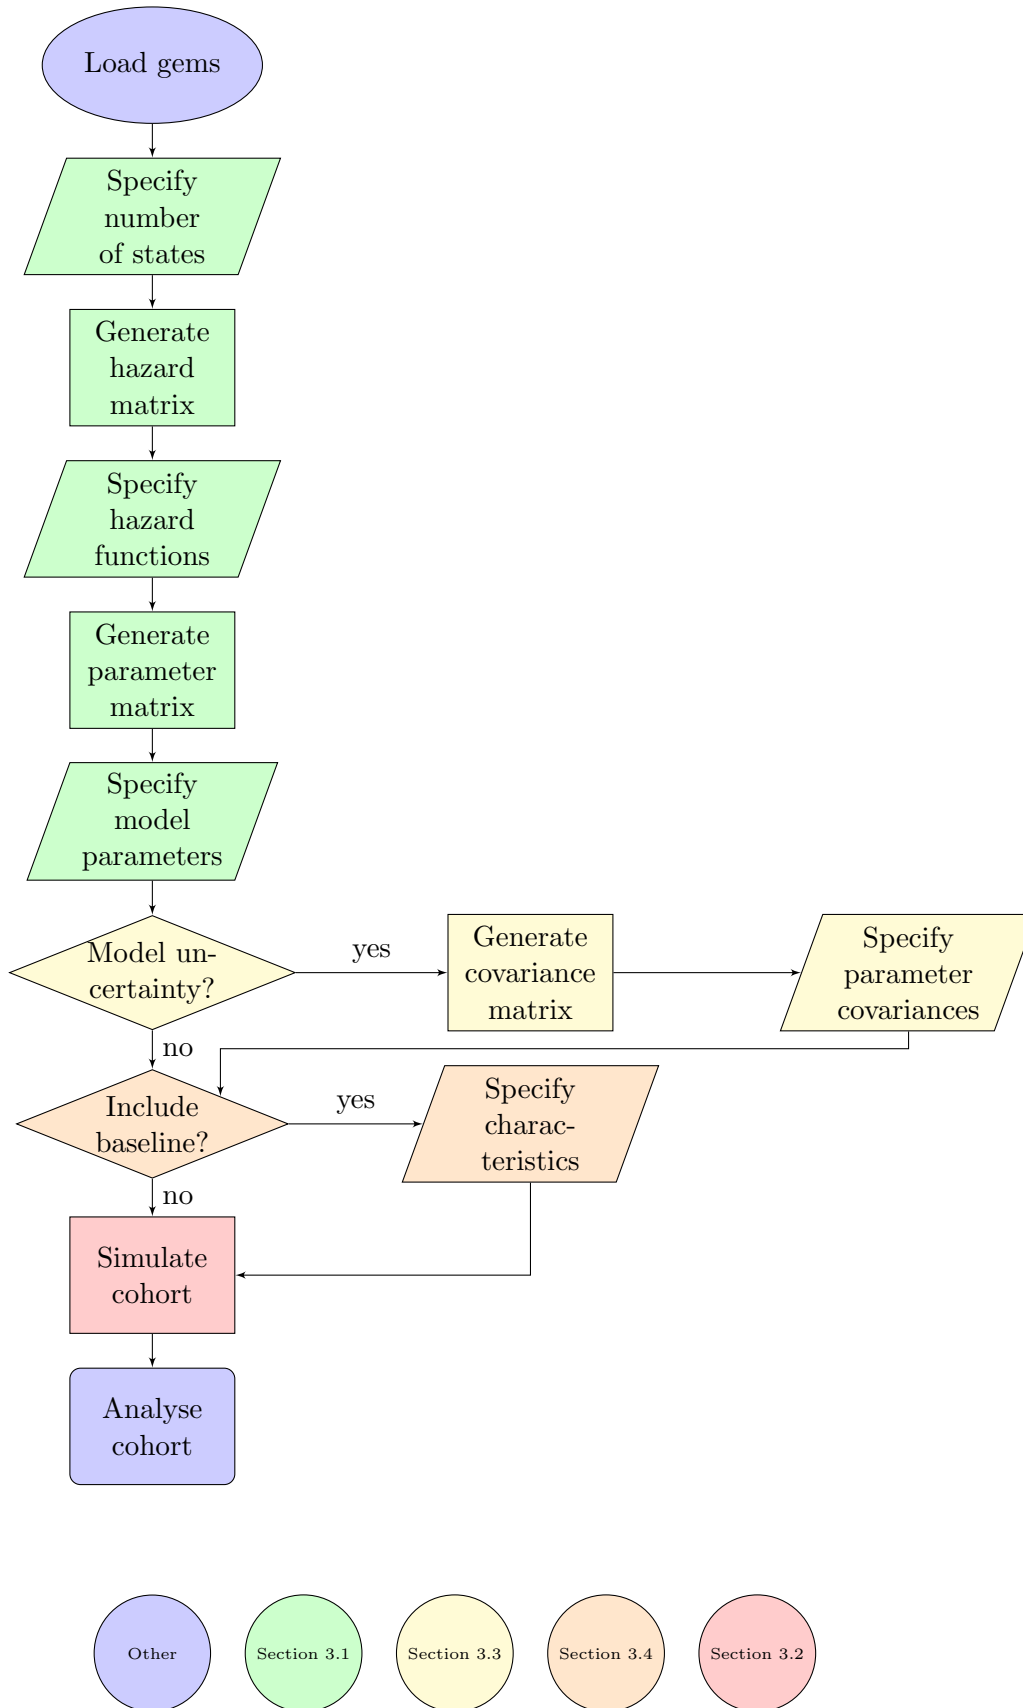 Load gems
Specify
number
of states
Generate
hazard
matrix
Specify
hazard
functions
Generate
parameter
matrix
Specify
model
parameters
Model un-
certainty?
yes
Generate
covariance
matrix
Specify
parameter
covariances
no
Include
baseline?
yes
Specify
charac-
teristics
no
Simulate
cohort
Analyse
cohort
Other
Section 3.1
Section 3.3
Section 3.4
Section 3.2